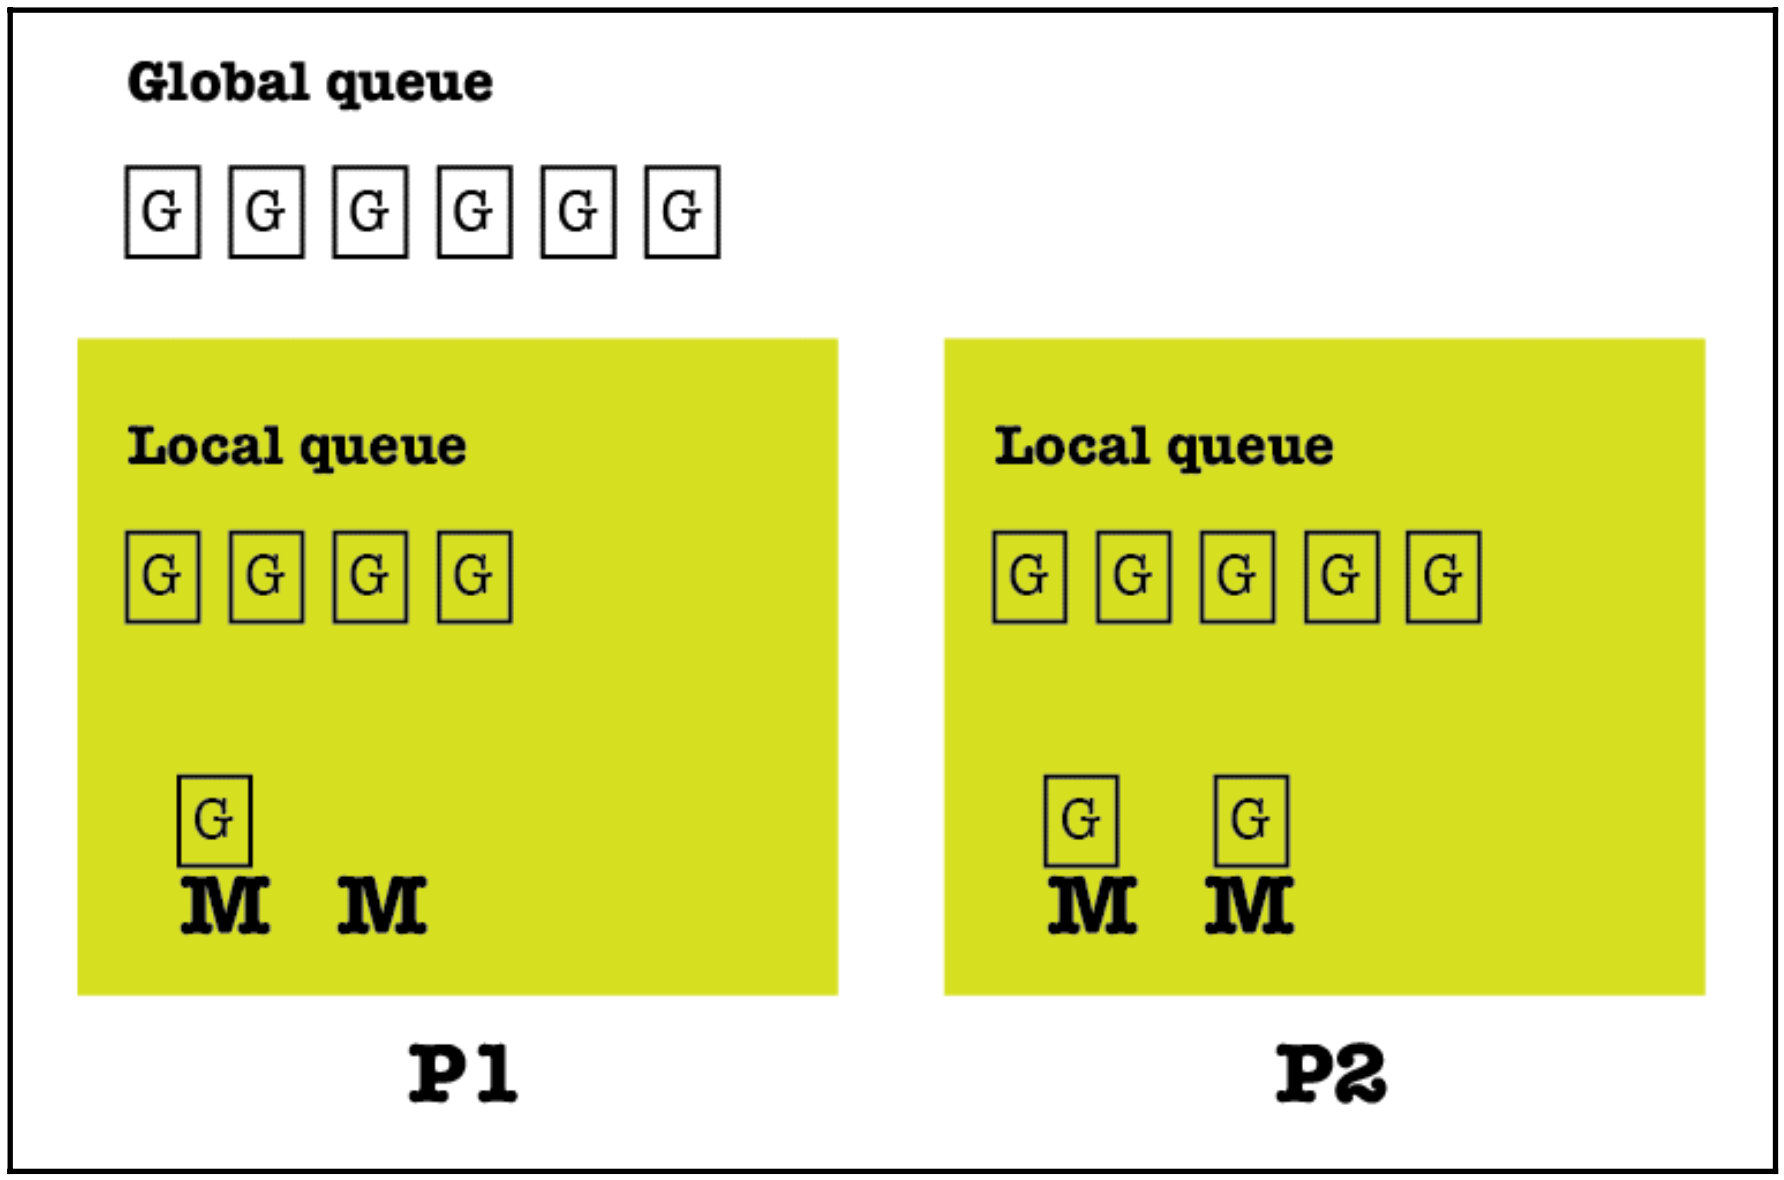 Global queue
G G G G G G
Local queue
G G G G
G
M M
P1
Local queue
G G G G G
G G
M M
P2